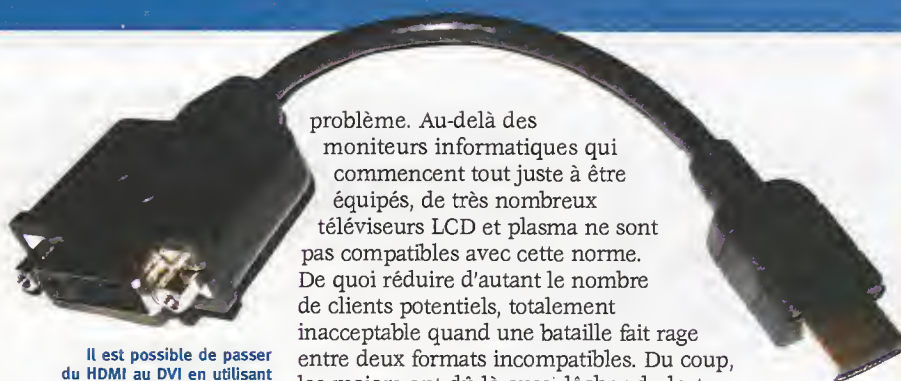 problème. Au-delà des
moniteurs informatiques qui
commencent tout juste à être
équipés, de très nombreux
téléviseurs LCD et plasma ne sont
pas compatibles avec cette norme.
De quoi réduire d'autant le nombre
de clients potentiels, totalement
inacceptable quand une bataille fait rage
entre deux formats incompatibles. Du coup,
Il est possible de passer
du HDMI au DVI en utilisant